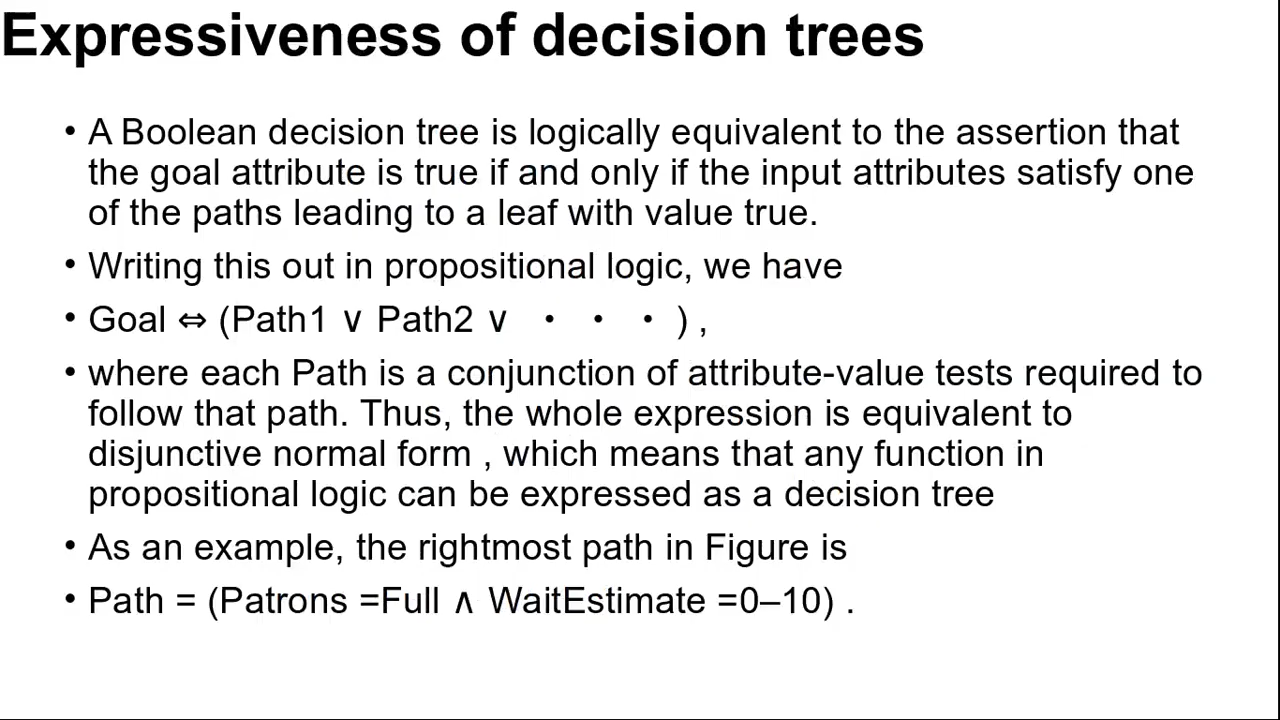 Expressiveness of decision trees
• A Boolean decision tree is logically equivalent to the assertion that
the goal attribute is true if and only if the input attributes satisfy one
of the paths leading to a leaf with value true.
• Writing this out in propositional logic, we have
• Goal ⇔ (Path1 ∨ Path2 ∨ ・ ・ ・ ) ,
• where each Path is a conjunction of attribute-value tests required to
follow that path. Thus, the whole expression is equivalent to
disjunctive normal form , which means that any function in
propositional logic can be expressed as a decision tree
• As an example, the rightmost path in Figure is
• Path = (Patrons =Full ∧ WaitEstimate =0–10) .